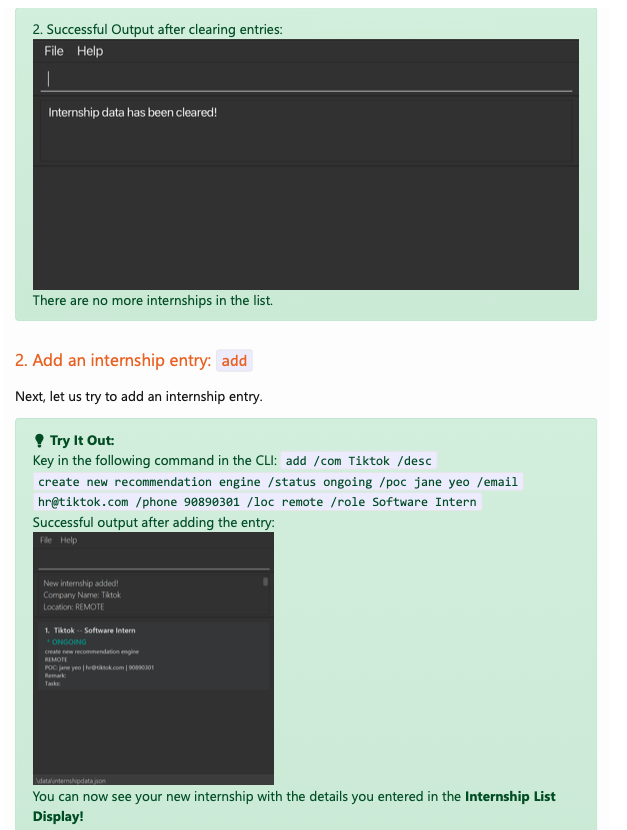 2. Successful Output after clearing entries:
File Help
Internship data has been cleared!
There are no more internships in the list.
2. Add an internship entry: add
Next, let us try to add an internship entry.
Try It Out:
Key in the following command in the CLI: add /com Tiktok /desc
create new recommendation engine /status ongoing /poc jane yeo /email
hr@tiktok.com /phone 90890301 /loc remote /role Software Intern
Successful output after adding the entry:
File Help
New internship added!
Company Name: Tiktok
Location: REMOTE
1. Tiktok -- Software Intern
* ONGOING
create new recommendation engine
REMOTE
POC: jane yeo | hr@tiktok.com | 90890301
Remark:
Tasks:
\data\internshipdata.json
You can now see your new internship with the details you entered in the Internship List
Display!